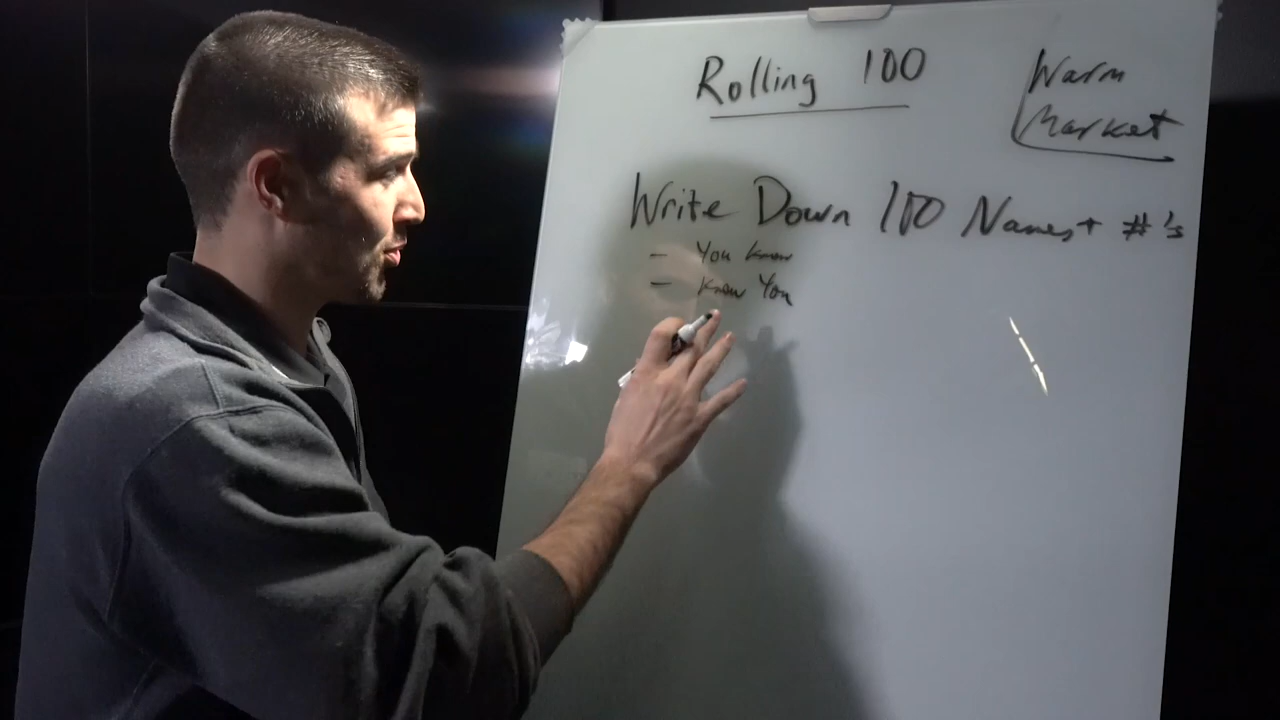 Rolling 100
Warm
Market
Write Down 100 Names + #'s
- You know
- Know You